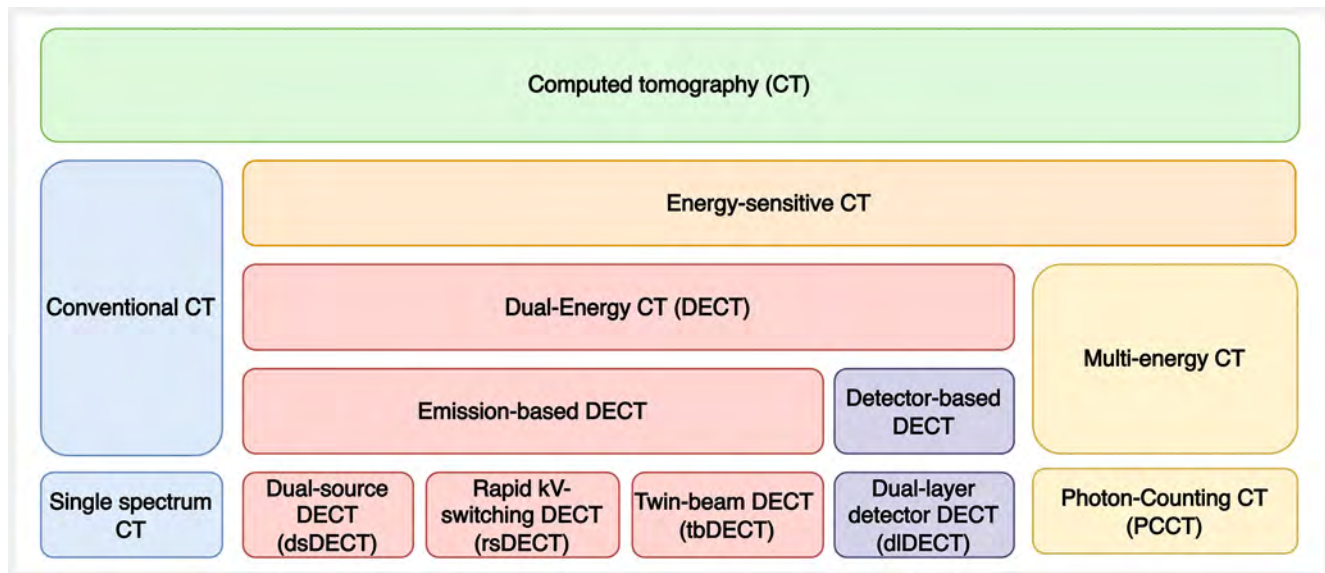 Computed tomography (CT)
Energy-sensitive CT
Conventional CT
Dual-Energy CT (DECT)
Multi-energy CT
Emission-based DECT
Detector-based
DECT
Single spectrum
CT
Dual-source
DECT
(dsDECT)
Rapid kV-
switching DECT
(rsDECT)
Twin-beam DECT
(tbDECT)
Dual-layer
detector DECT
(dlDECT)
Photon-Counting CT
(PCCT)